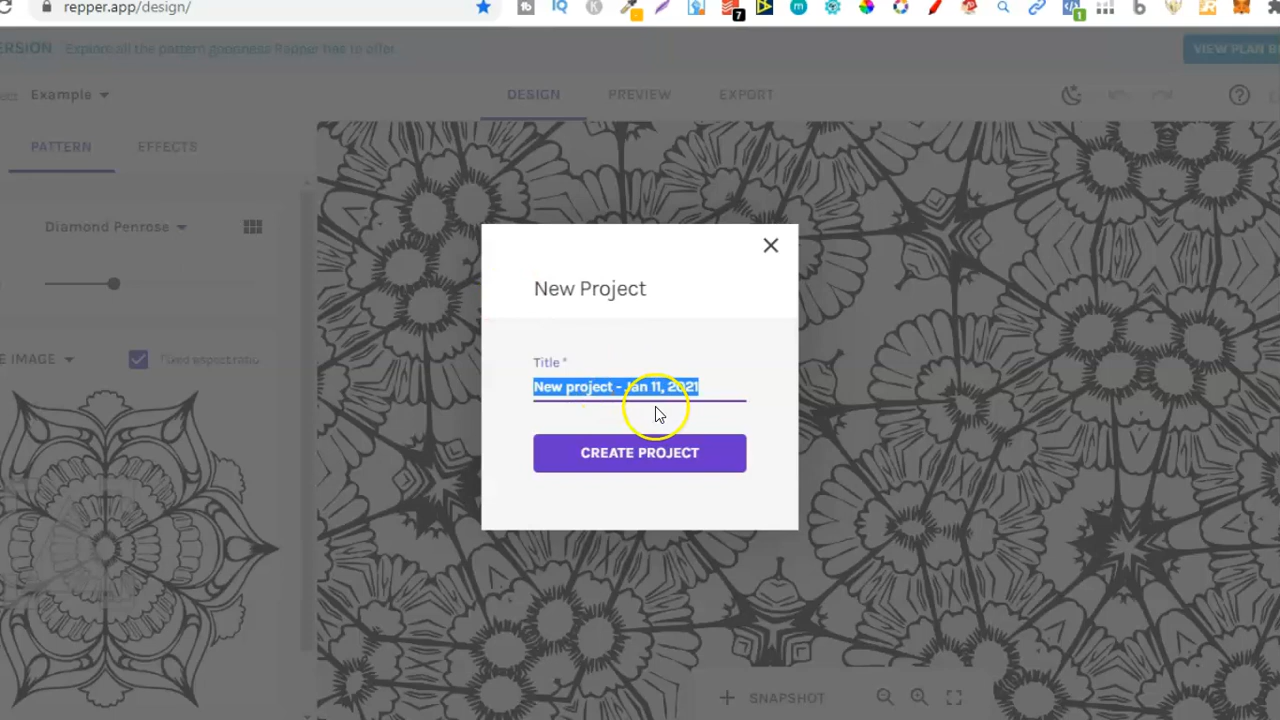 repper.app/design/
7
1
ERSION Explore all the pattern goodness Repper has to offer.
VIEW PLAN
Example
DESIGN PREVIEW EXPORT
PATTERN EFFECTS
Diamond Penrose
New Project
E IMAGE
Fixed aspect ratio
Title*
New project - Jan 11, 2021
CREATE PROJECT
+ SNAPSHOT